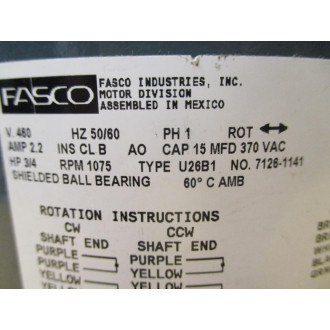 FASCO
FASCO INDUSTRIES, INC.
MOTOR DIVISION
ASSEMBLED IN MEXICO
V. 460 HZ 50/60 PH 1 ROT ↔
AMP 2.2 INS CL B AO CAP 15 MFD 370 VAC
HP 3/4 RPM 1075 TYPE U26B1 NO. 7126-1141
SHIELDED BALL BEARING 60° C AMB
ROTATION INSTRUCTIONS
CW CCW
SHAFT END SHAFT END
PURPLE PURPLE
PURPLE YELLOW
YELLOW PURPLE
YELLOW